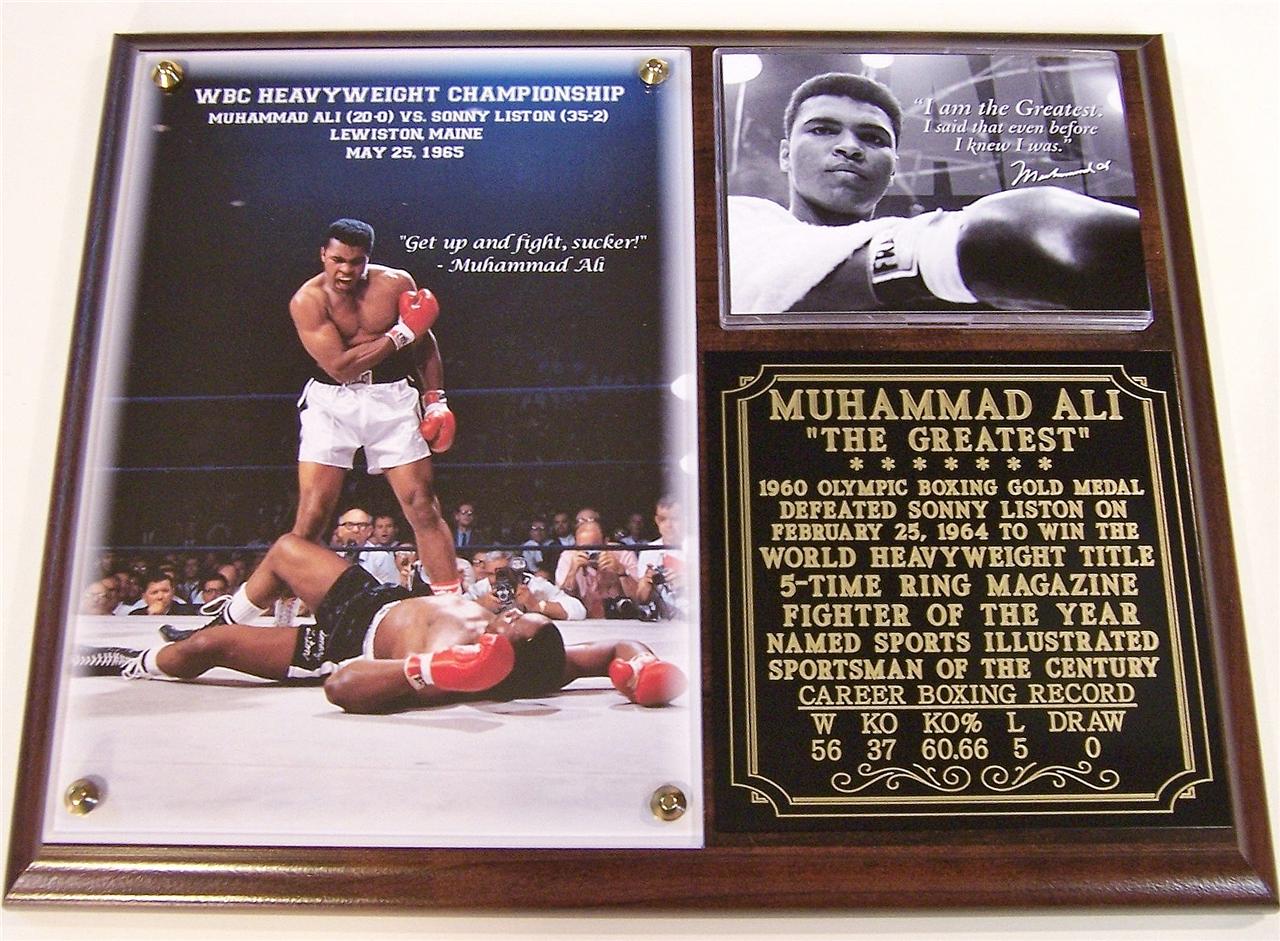 WBC HEAVYWEIGHT CHAMPIONSHIP
MUHAMMAD ALI (20-0) VS. SONNY LISTON (35-2)
LEWISTON, MAINE
MAY 25, 1965
"Get up and fight, sucker!"
- Muhammad Ali
"I am the Greatest.
I said that even before
I knew I was."
Muhammad Ali
MUHAMMAD ALI
"THE GREATEST"
* * * * * * *
1960 OLYMPIC BOXING GOLD MEDAL
DEFEATED SONNY LISTON ON
FEBRUARY 25, 1964 TO WIN THE
WORLD HEAVYWEIGHT TITLE
5-TIME RING MAGAZINE
FIGHTER OF THE YEAR
NAMED SPORTS ILLUSTRATED
SPORTSMAN OF THE CENTURY
CAREER BOXING RECORD
W KO KO% L DRAW
56 37 60.66 5 0